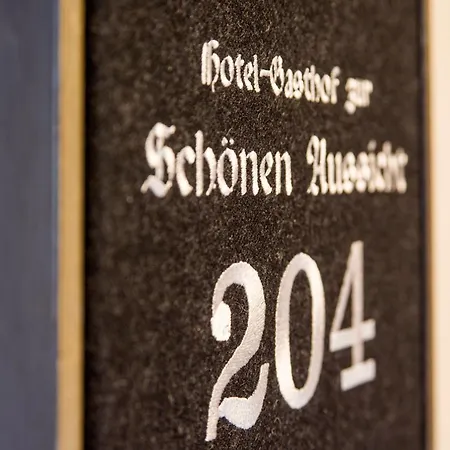 Hotel-Gasthof zur
Schönen Aussicht
204